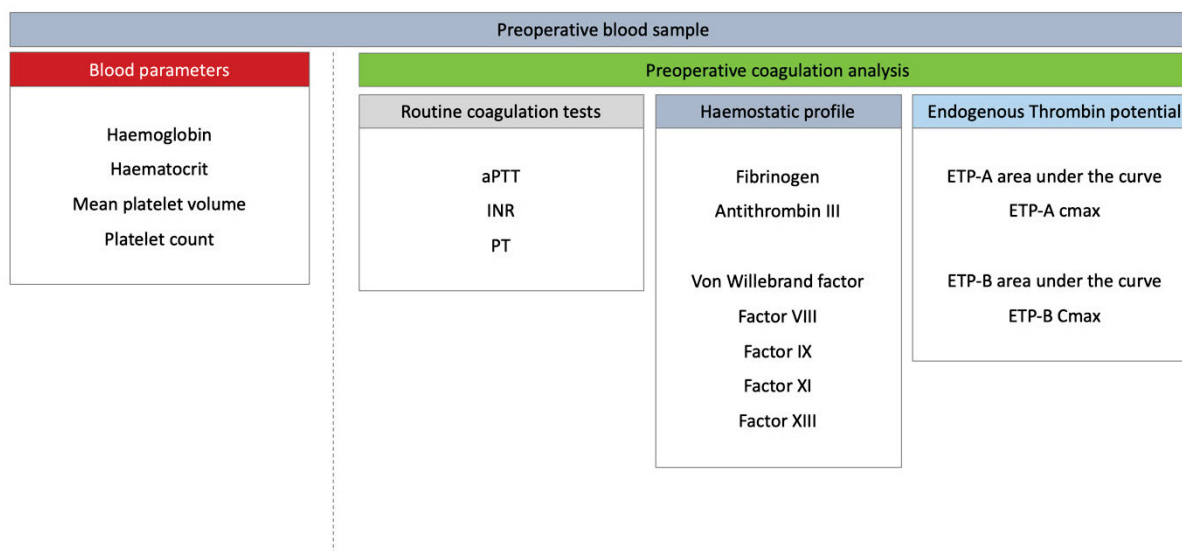 Preoperative blood sample
Blood parameters
Haemoglobin
Haematocrit
Mean platelet volume
Platelet count
Preoperative coagulation analysis
Routine coagulation tests
aPTT
INR
PT
Haemostatic profile
Fibrinogen
Antithrombin III
Von Willebrand factor
Factor VIII
Factor IX
Factor XI
Factor XIII
Endogenous Thrombin potential
ETP-A area under the curve
ETP-A cmax
ETP-B area under the curve
ETP-B Cmax